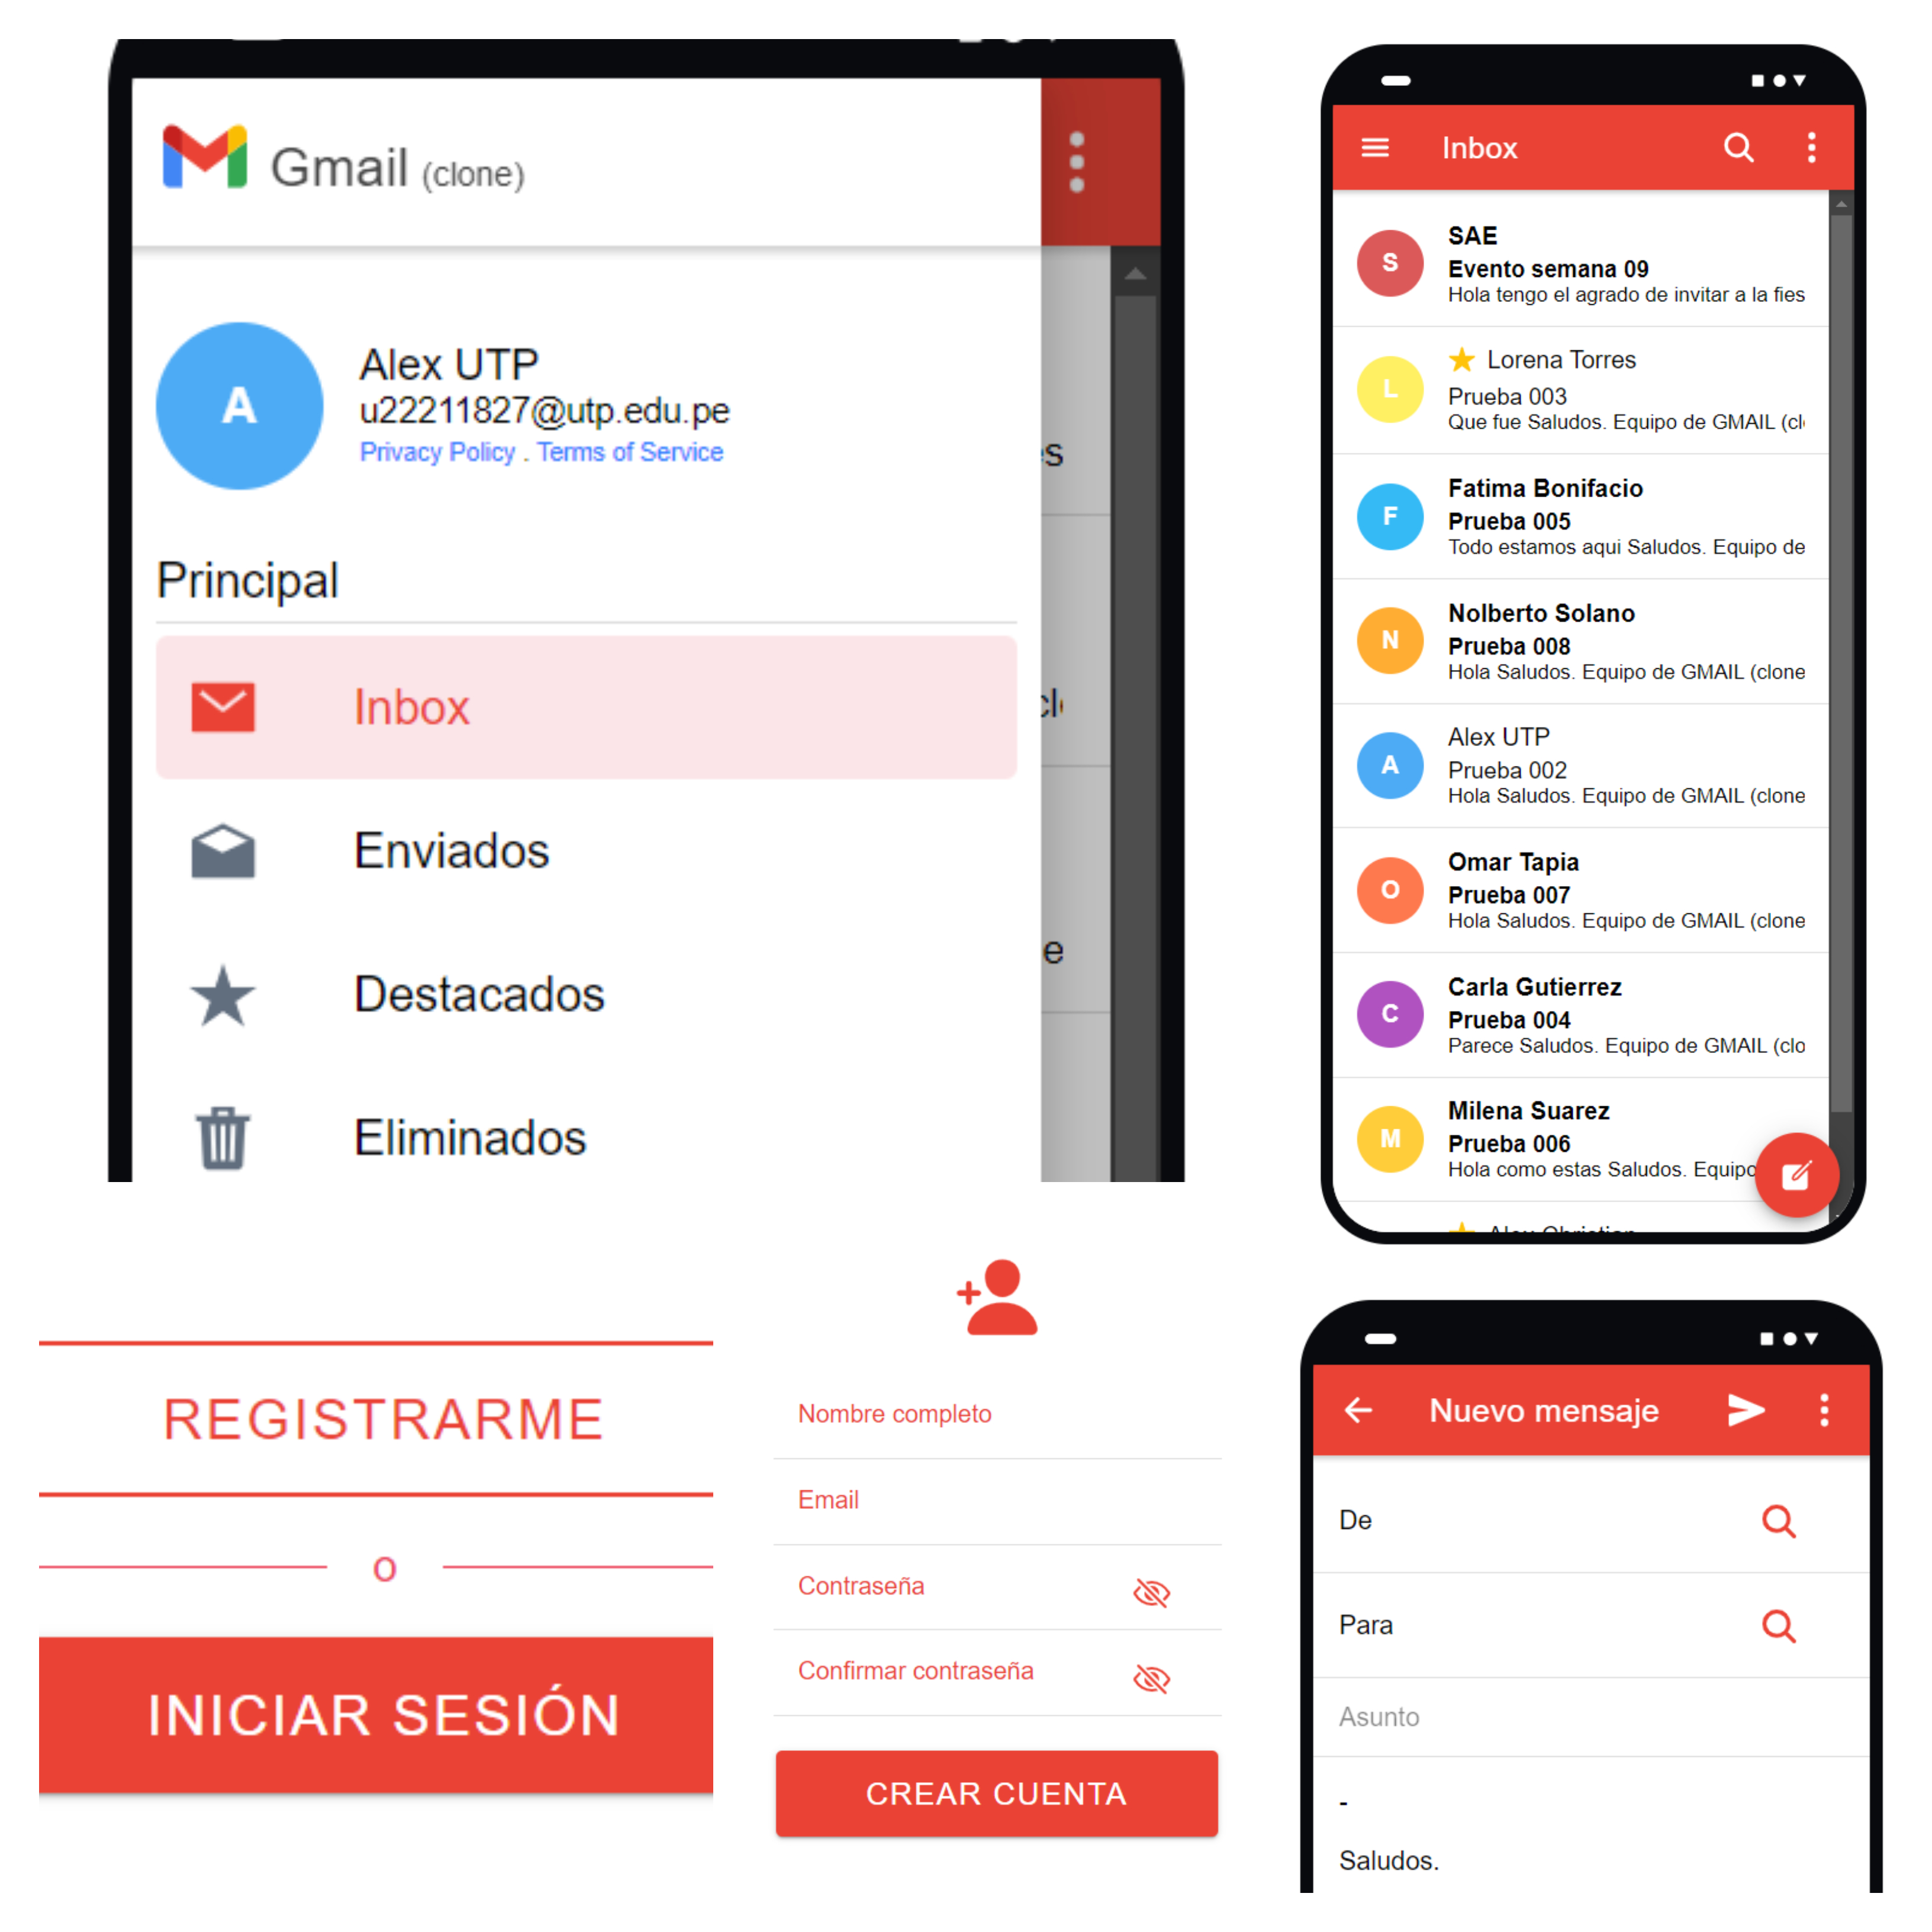 Gmail (clone)
A
Alex UTP
u22211827@utp.edu.pe
Privacy Policy . Terms of Service
Principal
Inbox
Enviados
Destacados
Eliminados
es
cl
e
Inbox
S
SAE
Evento semana 09
Hola tengo el agrado de invitar a la fies
L
Lorena Torres
Prueba 003
Que fue Saludos. Equipo de GMAIL (cl
F
Fatima Bonifacio
Prueba 005
Todo estamos aqui Saludos. Equipo de
N
Nolberto Solano
Prueba 008
Hola Saludos. Equipo de GMAIL (clone
A
Alex UTP
Prueba 002
Hola Saludos. Equipo de GMAIL (clone
O
Omar Tapia
Prueba 007
Hola Saludos. Equipo de GMAIL (clone
C
Carla Gutierrez
Prueba 004
Parece Saludos. Equipo de GMAIL (clo
M
Milena Suarez
Prueba 006
Hola como estas Saludos. Equipo
Alex Christian
REGISTRARME
o
INICIAR SESIÓN
Nombre completo
Email
Contraseña
Confirmar contraseña
CREAR CUENTA
Nuevo mensaje
De
Para
Asunto
-
Saludos.